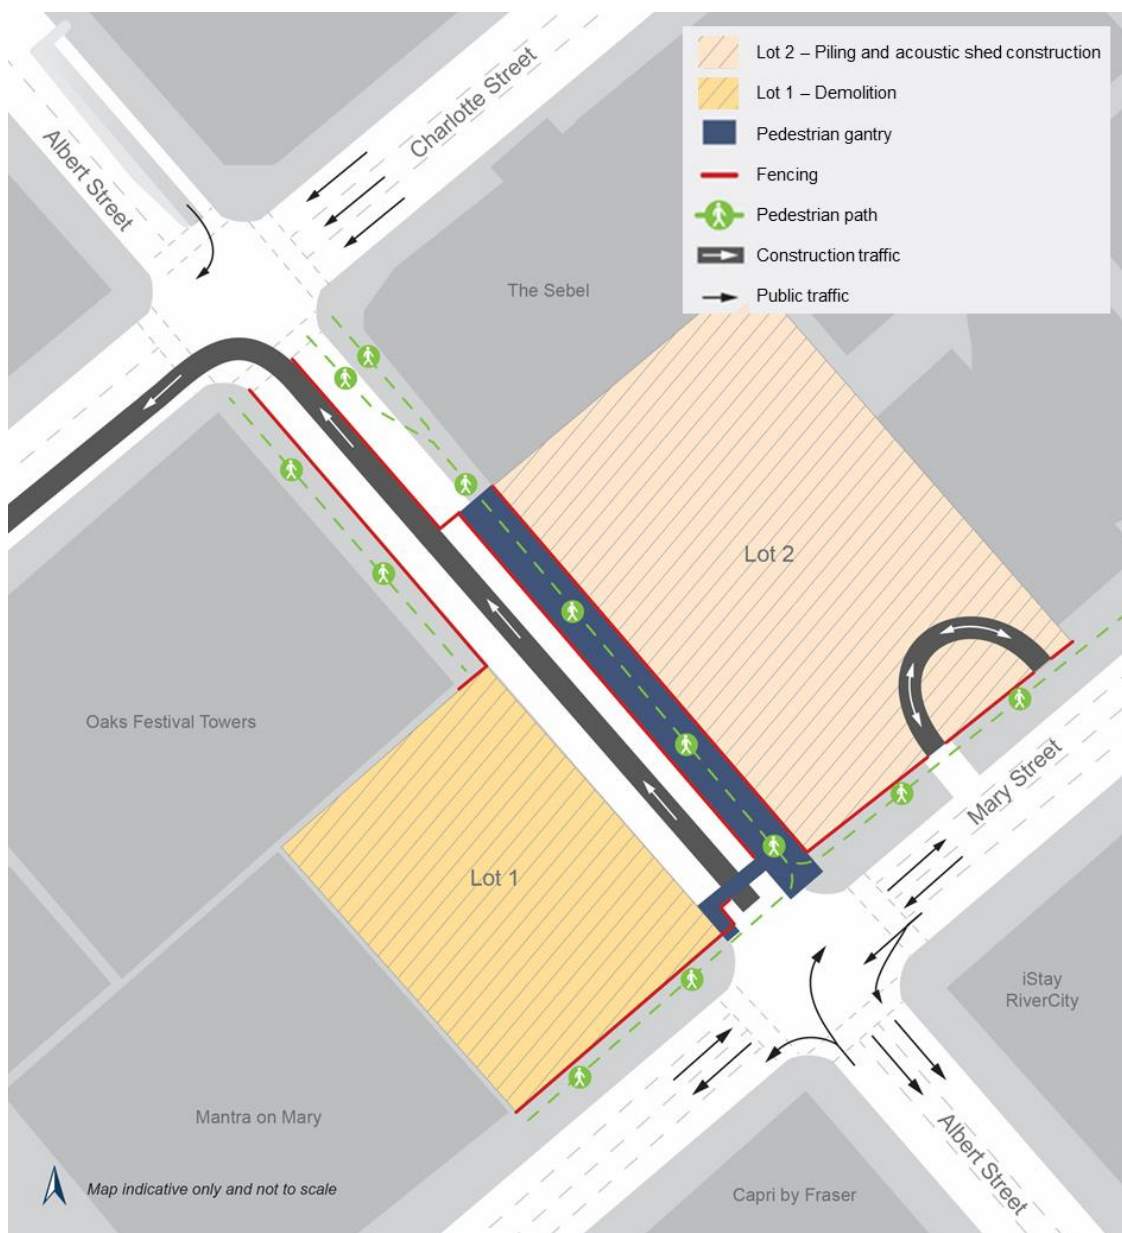 Lot 2 – Piling and acoustic shed construction
Lot 1 – Demolition
Pedestrian gantry
Fencing
Pedestrian path
Construction traffic
Public traffic
Charlotte Street
Albert Street
The Sebel
Lot 2
Oaks Festival Towers
Mary Street
Lot 1
iStay
RiverCity
Mantra on Mary
Albert Street
Capri by Fraser
Map indicative only and not to scale